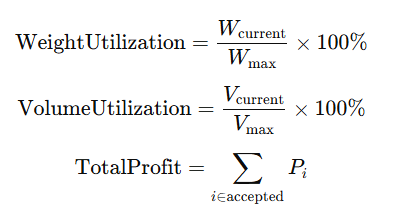 WeightUtilization = W_current / W_max × 100%
VolumeUtilization = V_current / V_max × 100%
TotalProfit = ∑_{i∈accepted} P_i